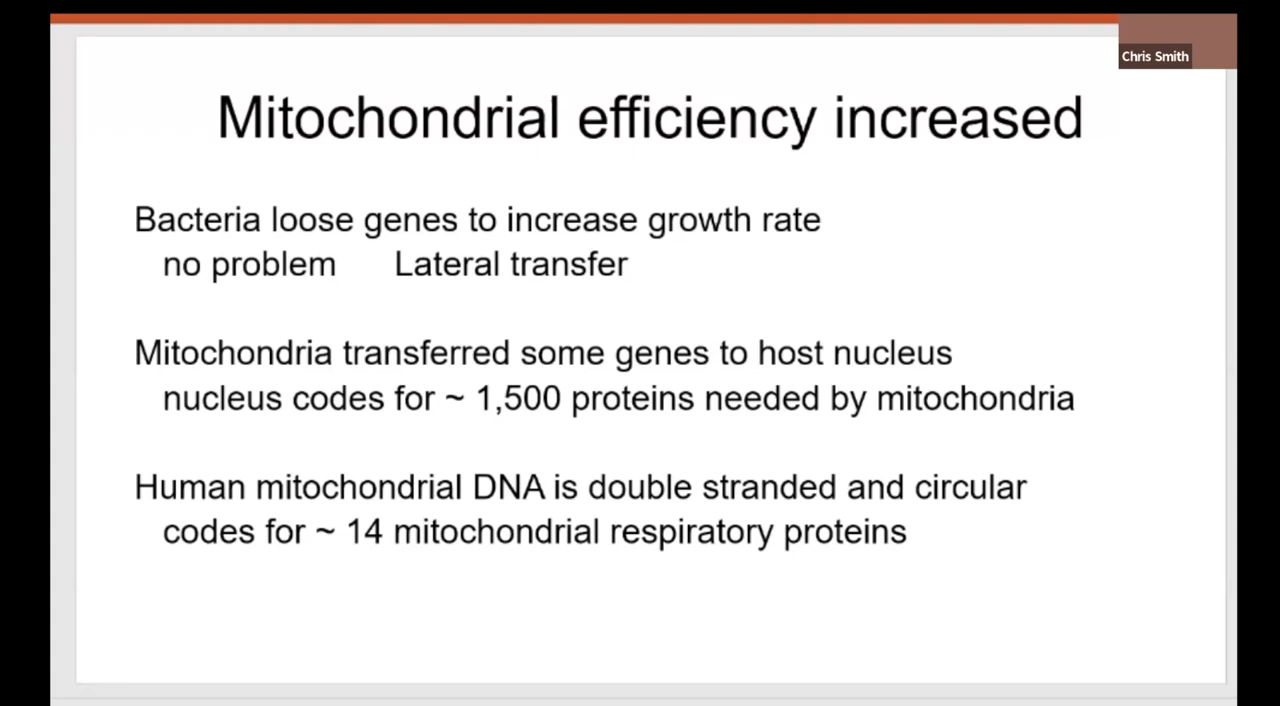 Chris Smith
Mitochondrial efficiency increased
Bacteria loose genes to increase growth rate
no problem Lateral transfer
Mitochondria transferred some genes to host nucleus
nucleus codes for ~ 1,500 proteins needed by mitochondria
Human mitochondrial DNA is double stranded and circular
codes for ~ 14 mitochondrial respiratory proteins